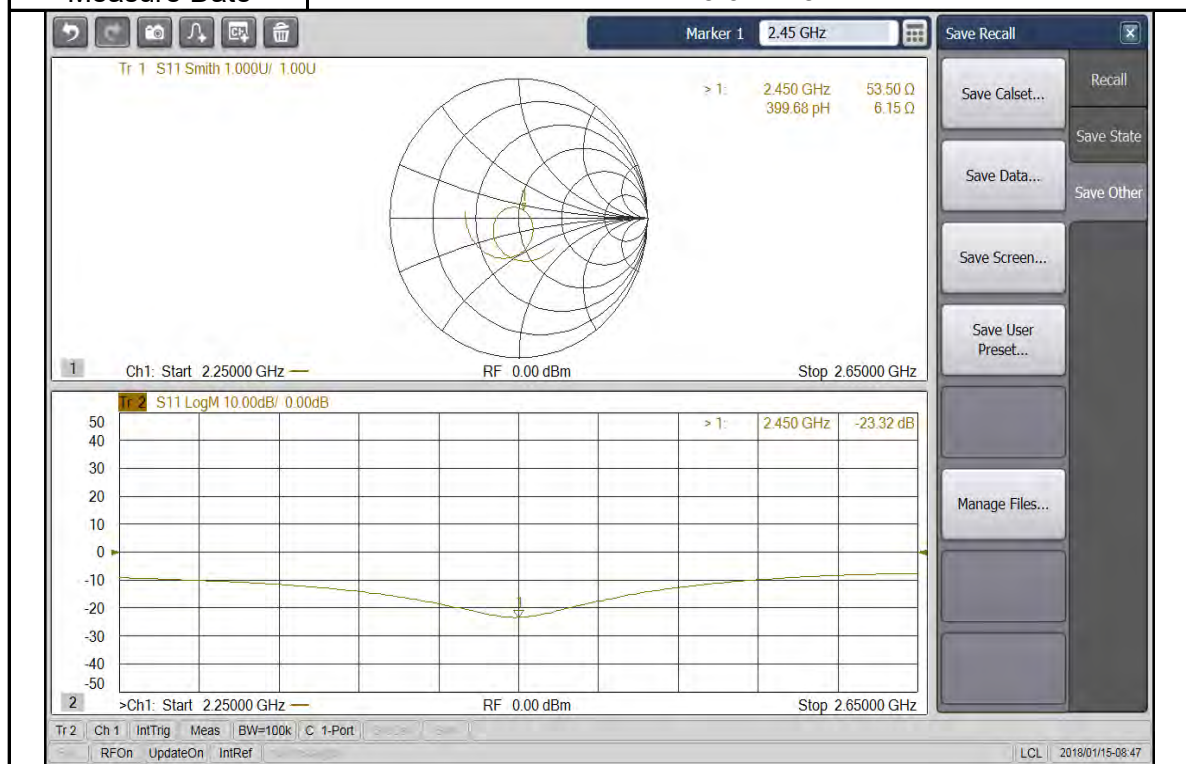 Measure Date
Marker 1 2.45 GHz
Save Recall
Tr 1 S11 Smith 1.000U/ 1.00U
> 1: 2.450 GHz 53.50 Ω
399.68 pH 6.15 Ω
1
1 Ch1: Start 2.25000 GHz RF 0.00 dBm Stop 2.65000 GHz
Tr 2 S11 LogM 10.00dB/ 0.00dB
> 1: 2.450 GHz -23.32 dB
50
40
30
20
10
0
-10
-20
-30
-40
-50
1
2 >Ch1: Start 2.25000 GHz RF 0.00 dBm Stop 2.65000 GHz
Save Calset...
Save Data...
Save Screen...
Save User
Preset...
Manage Files...
Recall
Save State
Save Other
Tr 2 Ch 1 IntTrig Meas BW=100k C 1-Port
RFOn UpdateOn IntRef LCL 2018/01/15-08:47